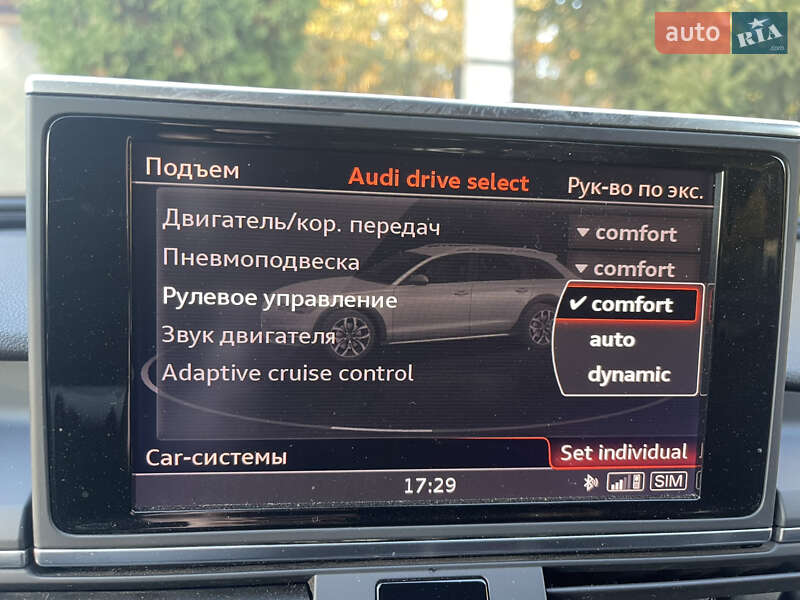 auto RIA .com
Подъем
Audi drive select
Рук-во по экс.
Двигатель/кор. передач
comfort
Пневмоподвеска
comfort
Рулевое управление
✔ comfort
Звук двигателя
auto
Adaptive cruise control
dynamic
Car-системы
Set individual
17:29
SIM